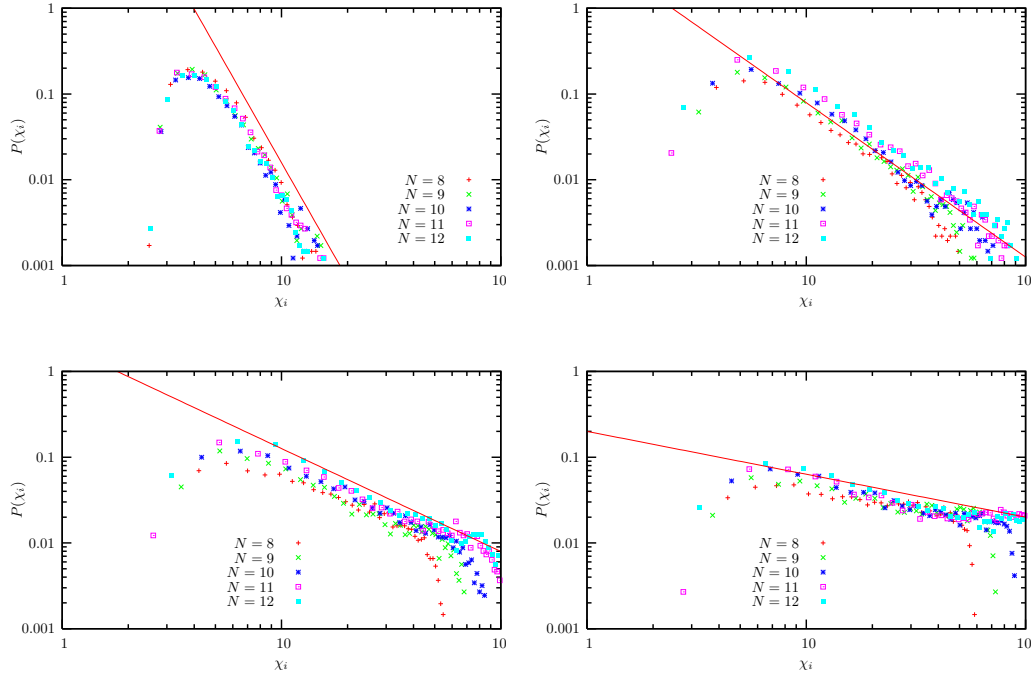 1
0.1
0.01
0.001
P(χᵢ)
N = 8
N = 9
N = 10
N = 11
N = 12
1 10 10
χᵢ
1
0.1
0.01
0.001
P(χᵢ)
N = 8
N = 9
N = 10
N = 11
N = 12
1 10 10
χᵢ
1
0.1
0.01
0.001
P(χᵢ)
N = 8
N = 9
N = 10
N = 11
N = 12
1 10 10
χᵢ
1
0.1
0.01
0.001
P(χᵢ)
N = 8
N = 9
N = 10
N = 11
N = 12
1 10 10
χᵢ